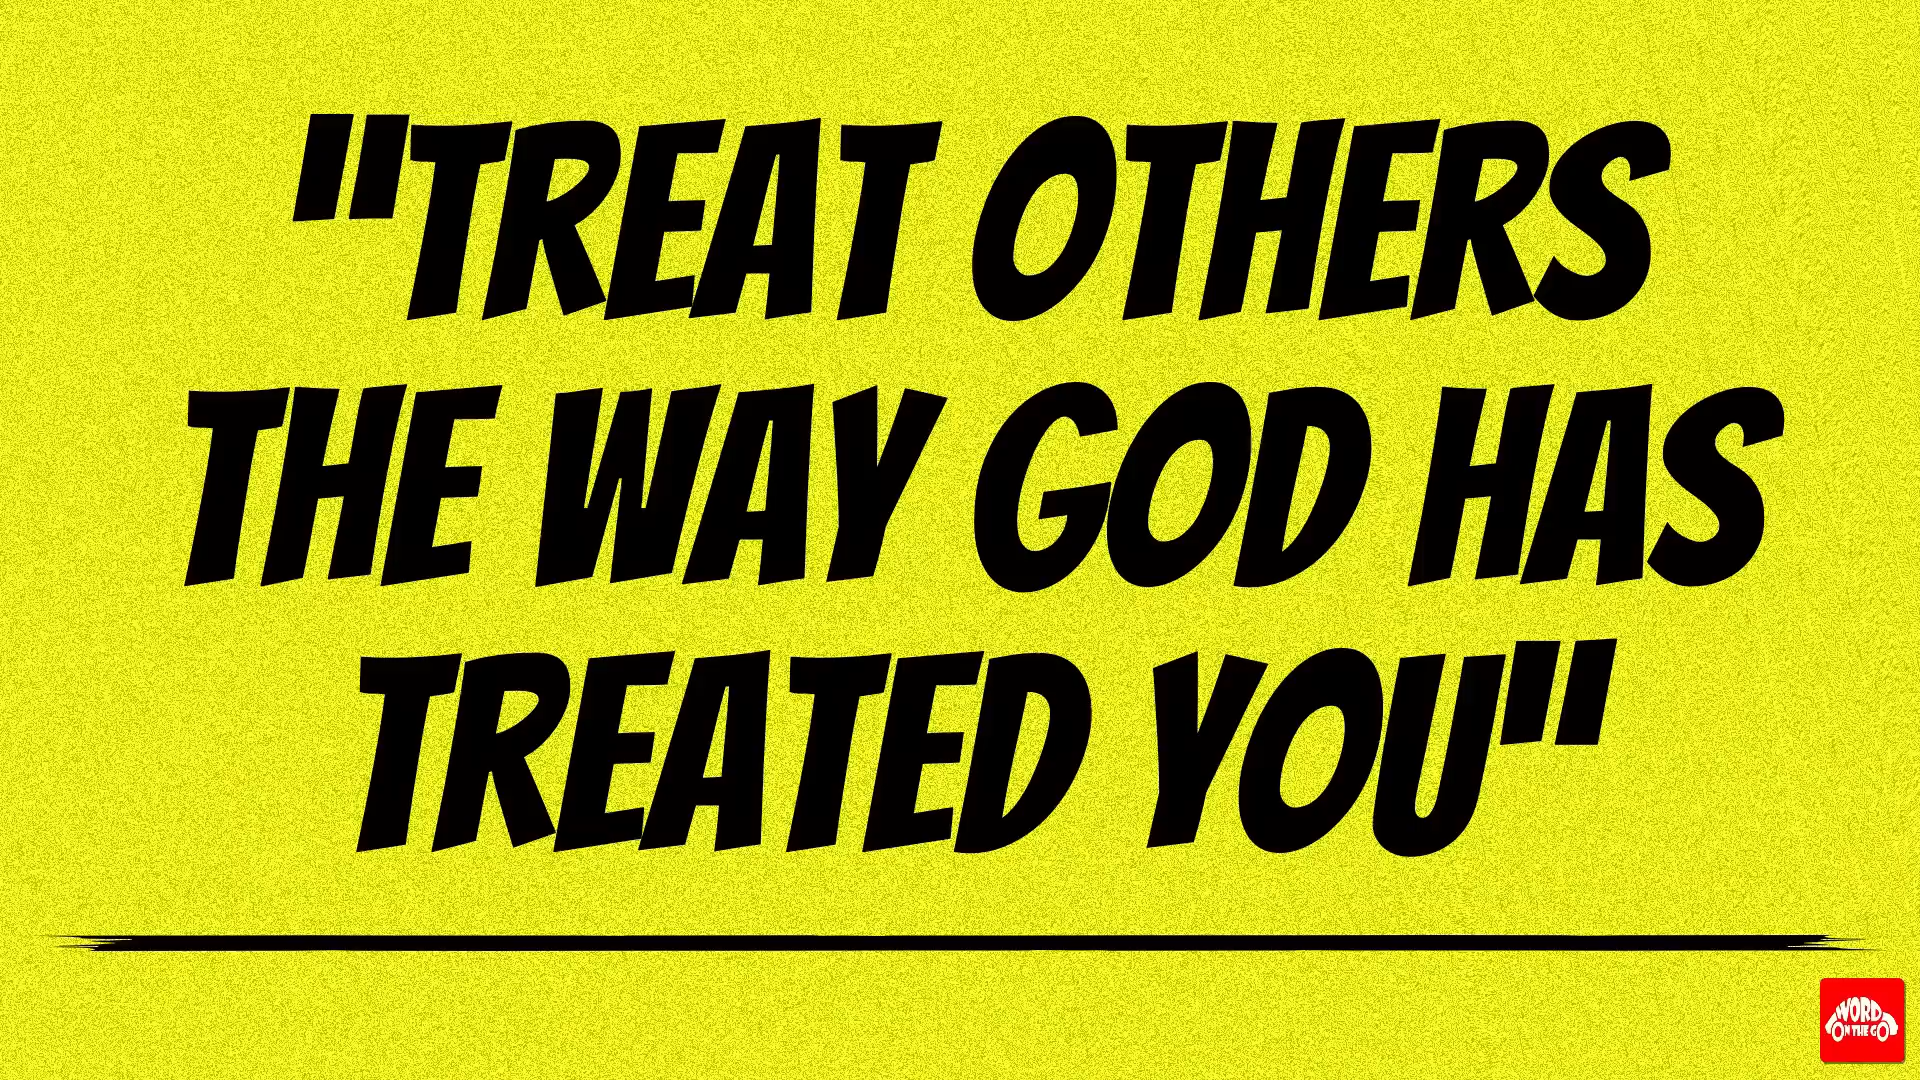 "TREAT OTHERS
THE WAY GOD HAS
TREATED YOU"
WORD
ON THE GO